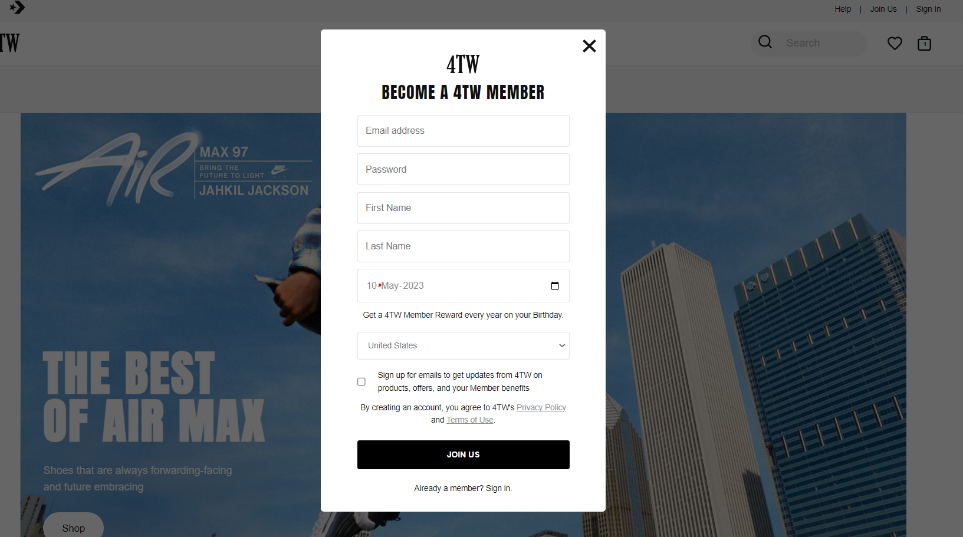 Help | Join Us | Sign In
TW
Search
1
4TW
BECOME A 4TW MEMBER
Email address
Password
First Name
Last Name
10-May-2023
Get a 4TW Member Reward every year on your Birthday.
United States
Sign up for emails to get updates from 4TW on
products, offers, and your Member benefits
By creating an account, you agree to 4TW's Privacy Policy
and Terms of Use.
JOIN US
Already a member? Sign in.
AIR
MAX 97
BRING THE
FUTURE TO LIGHT
JAHKIL JACKSON
THE BEST
OF AIR MAX
Shoes that are always forwarding-facing
and future embracing
Shop